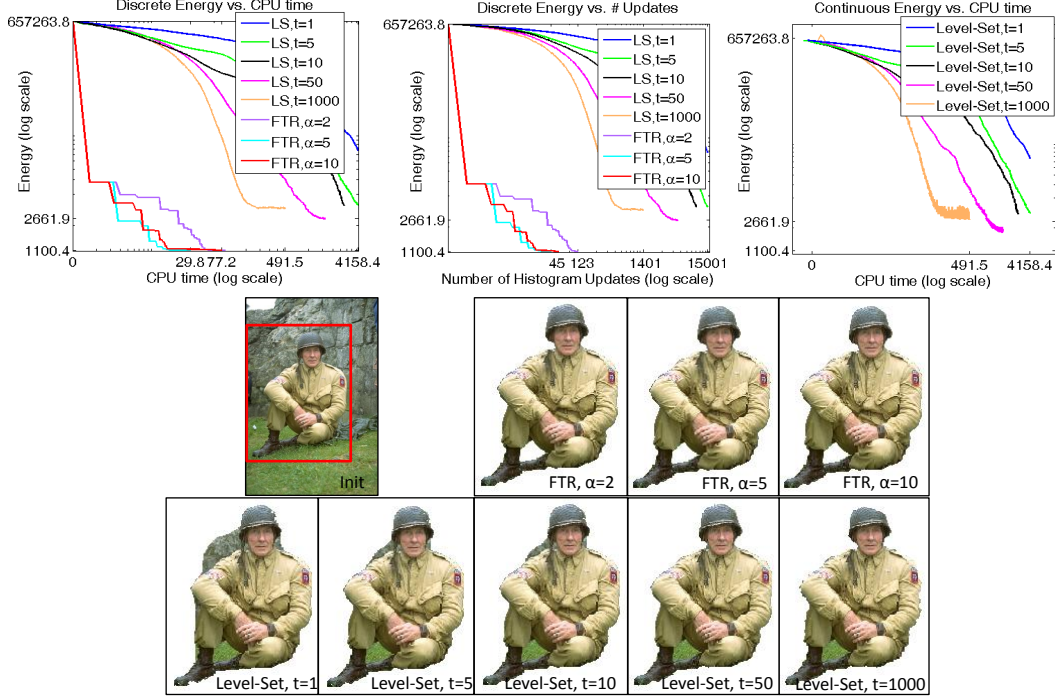 Discrete Energy vs. CPU time
657263.8
2661.9
1100.4
Energy (log scale)
LS,t=1
LS,t=5
LS,t=10
LS,t=50
LS,t=1000
FTR,α=2
FTR,α=5
FTR,α=10
0
29.8
77.2
491.5
4158.4
CPU time (log scale)
Discrete Energy vs. # Updates
657263.8
2661.9
1100.4
Energy (log scale)
LS,t=1
LS,t=5
LS,t=10
LS,t=50
LS,t=1000
FTR,α=2
FTR,α=5
FTR,α=10
45
123
1401
15001
Number of Histogram Updates (log scale)
Continuous Energy vs. CPU time
657263.8
2661.9
Energy (log scale)
Level-Set,t=1
Level-Set,t=5
Level-Set,t=10
Level-Set,t=50
Level-Set,t=1000
0
491.5
4158.4
CPU time (log scale)
Init
FTR, α=2
FTR, α=5
FTR, α=10
Level-Set, t=1
Level-Set, t=5
Level-Set, t=10
Level-Set, t=50
Level-Set, t=1000